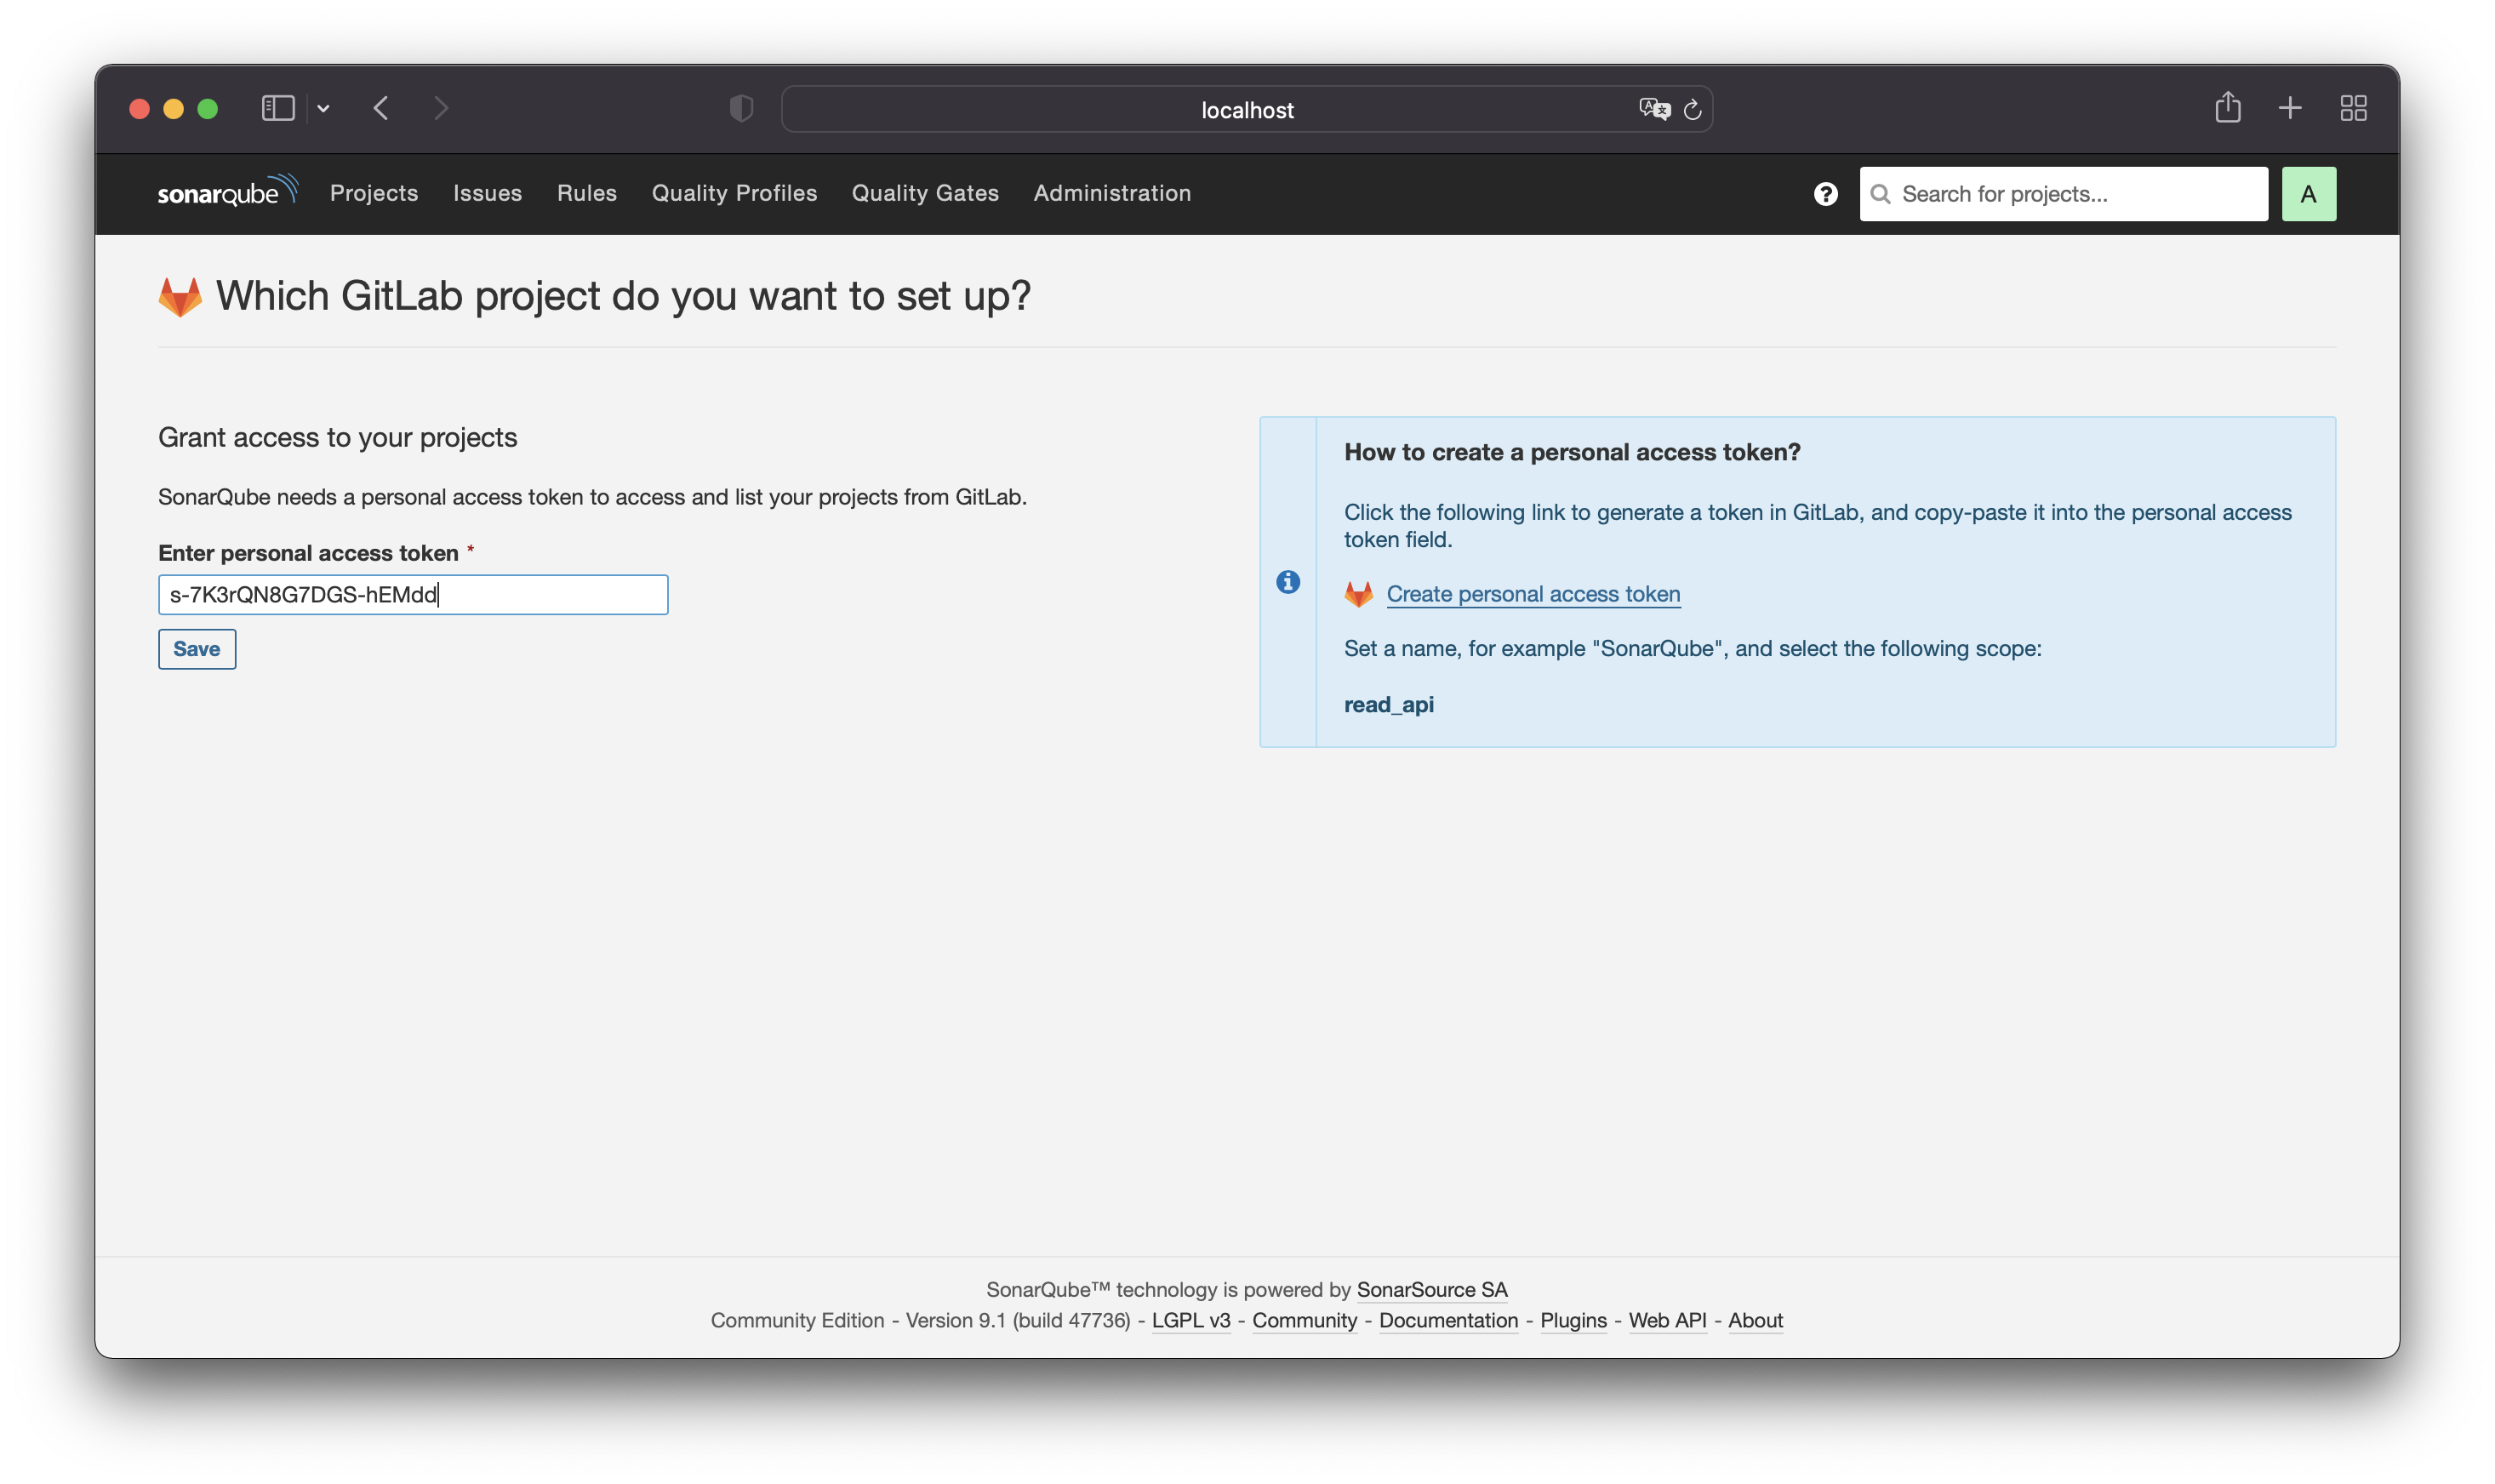 localhost
sonarqube Projects Issues Rules Quality Profiles Quality Gates Administration
Search for projects...
A
Which GitLab project do you want to set up?
Grant access to your projects
SonarQube needs a personal access token to access and list your projects from GitLab.
Enter personal access token *
s-7K3rQN8G7DGS-hEMdd
Save
How to create a personal access token?
Click the following link to generate a token in GitLab, and copy-paste it into the personal access
token field.
Create personal access token
Set a name, for example "SonarQube", and select the following scope:
read_api
SonarQube™ technology is powered by SonarSource SA
Community Edition - Version 9.1 (build 47736) - LGPL v3 - Community - Documentation - Plugins - Web API - About